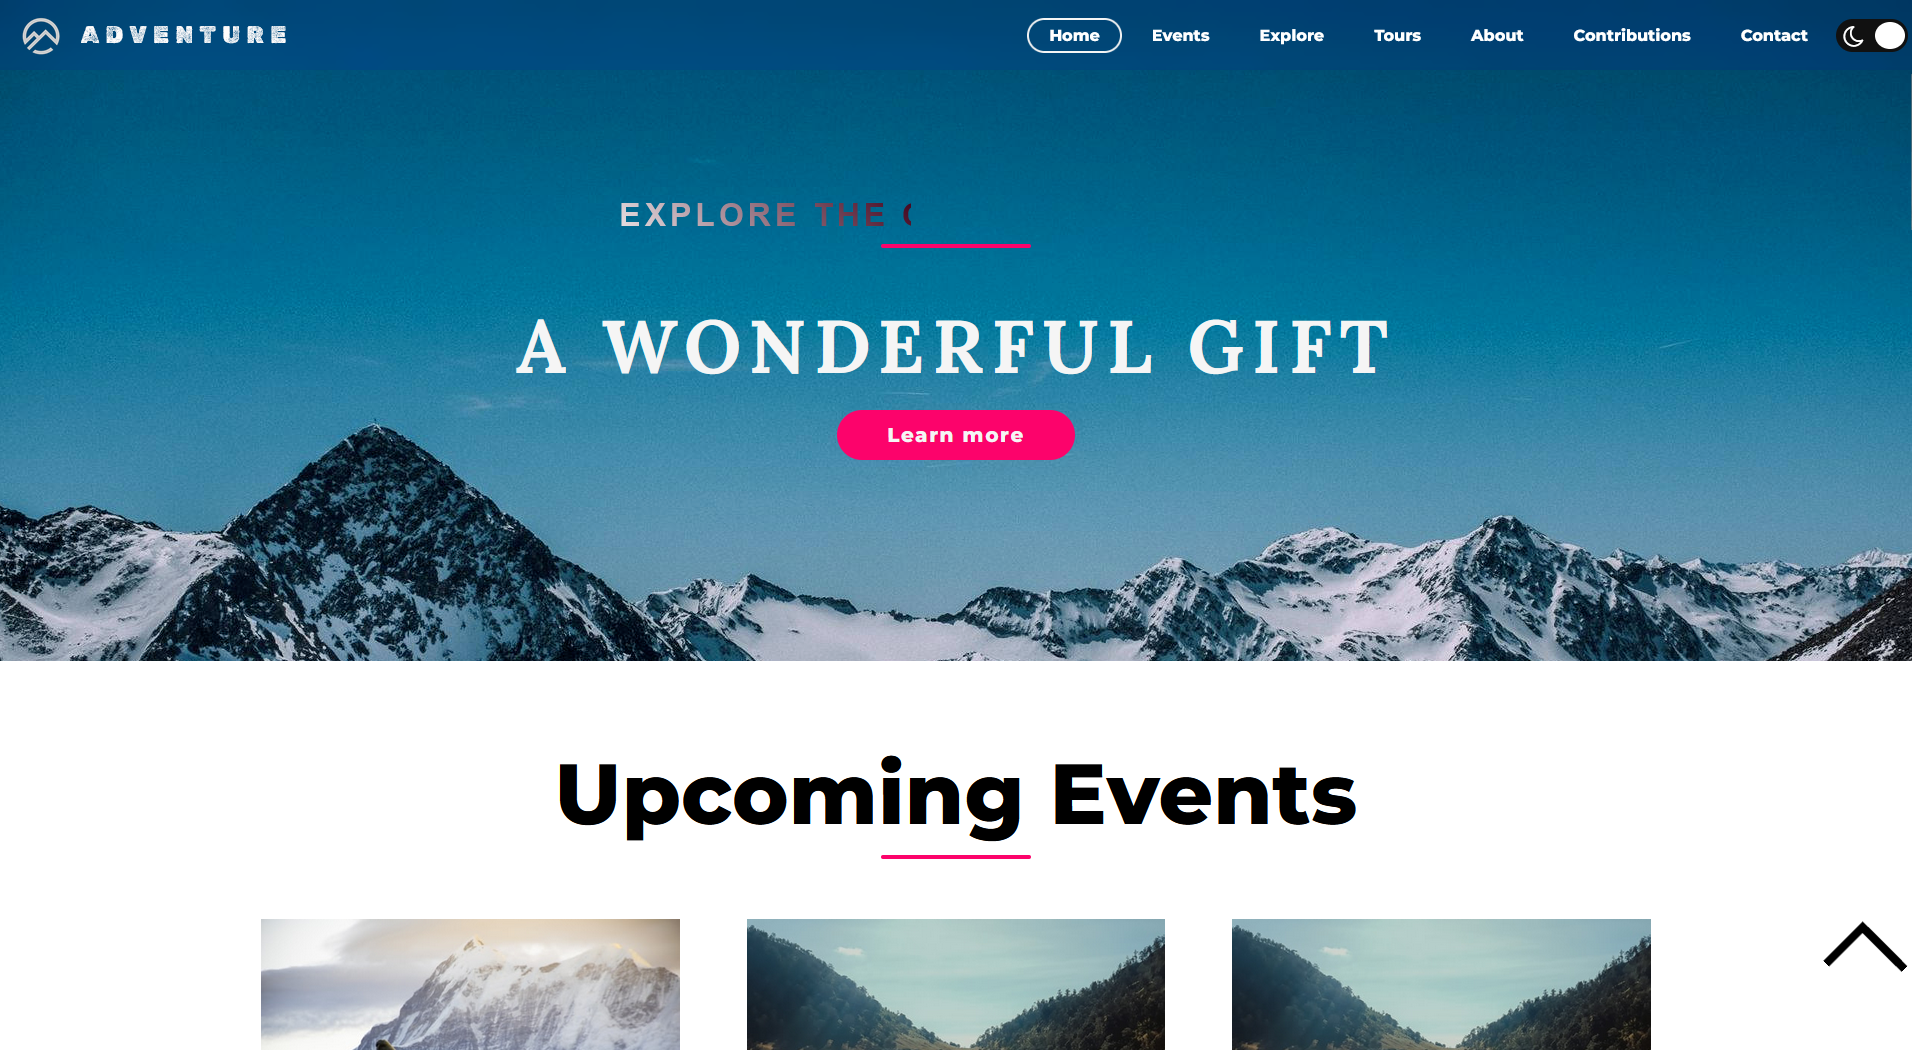 ADVENTURE
Home Events Explore Tours About Contributions Contact
EXPLORE THE
A WONDERFUL GIFT
Learn more
Upcoming Events